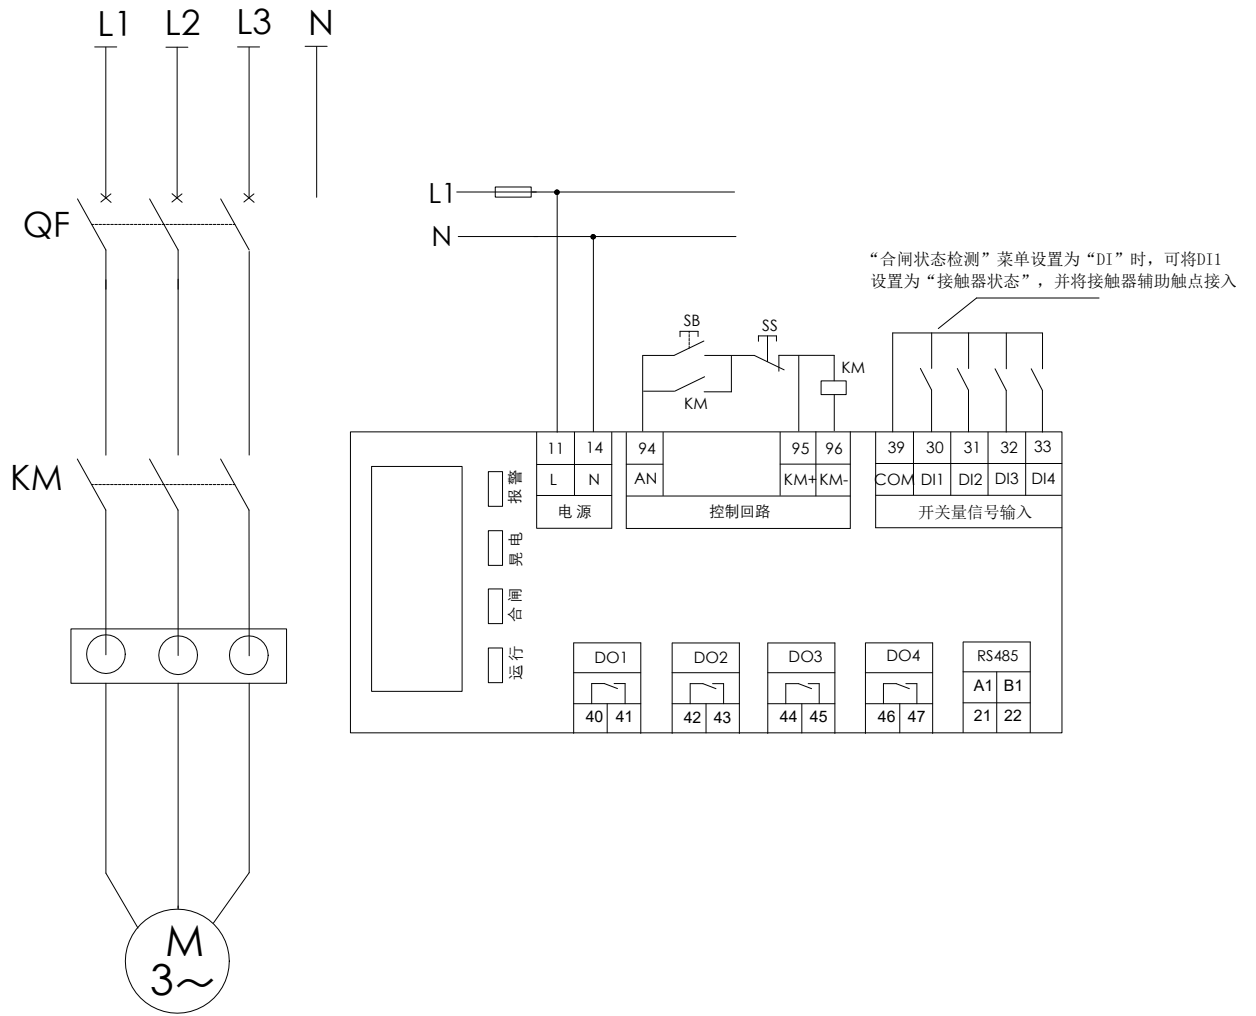 L1 L2 L3 N
QF
KM
M
3～
L1
N
“合闸状态检测”菜单设置为“DI”时，可将DI1
设置为“接触器状态”，并将接触器辅助触点接入
SB SS
KM
KM
11 14 94 95 96 39 30 31 32 33
L N AN KM+ KM- COM DI1 DI2 DI3 DI4
电 源 控制回路 开关量信号输入
报警
晃电
合闸
运行
DO1 DO2 DO3 DO4 RS485
A1 B1
40 41 42 43 44 45 46 47 21 22